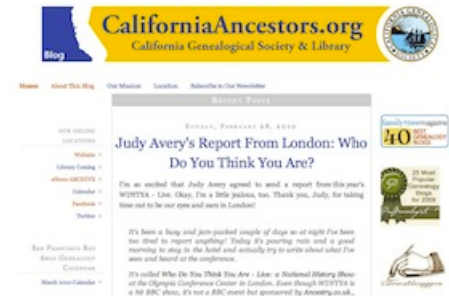 CaliforniaAncestors.org
California Genealogical Society & Library
Blog
Home About This Blog Our Mission Location Subscribe to Our Newsletter
RECENT POSTS
OUR ONLINE
LOCATIONS
Website
Library Catalog
eNews ARCHIVE
Calendar
Facebook
Twitter
SAN FRANCISCO BAY
AREA GENEALOGY
CALENDAR
March 2010 Calendar
SUNDAY, FEBRUARY 28, 2010
Judy Avery's Report From London: Who
Do You Think You Are?
I'm so excited that Judy Avery agreed to send a report from this year's
WDYTYA - Live. Okay, I'm a little jealous, too. Thank you, Judy, for taking
time out to be our eyes and ears in London!
It's been a busy and jam-packed couple of days so at night I've been
too tired to report anything! Today it's pouring rain and a good
morning to stay in the hotel and actually try to write about what I've
seen and heard at the conference.
It's called Who Do You Think You Are - Live: a National History Show
at the Olympic Conference Center in London. Even though WDYTYA is
a hit BBC show, it's not a BBC event but sponsored by Ancestry.co.uk.,
familytreemagazine
40 BEST
GENEALOGY
BLOGS
25 Most
Popular
Genealogy
Blogs
for 2009